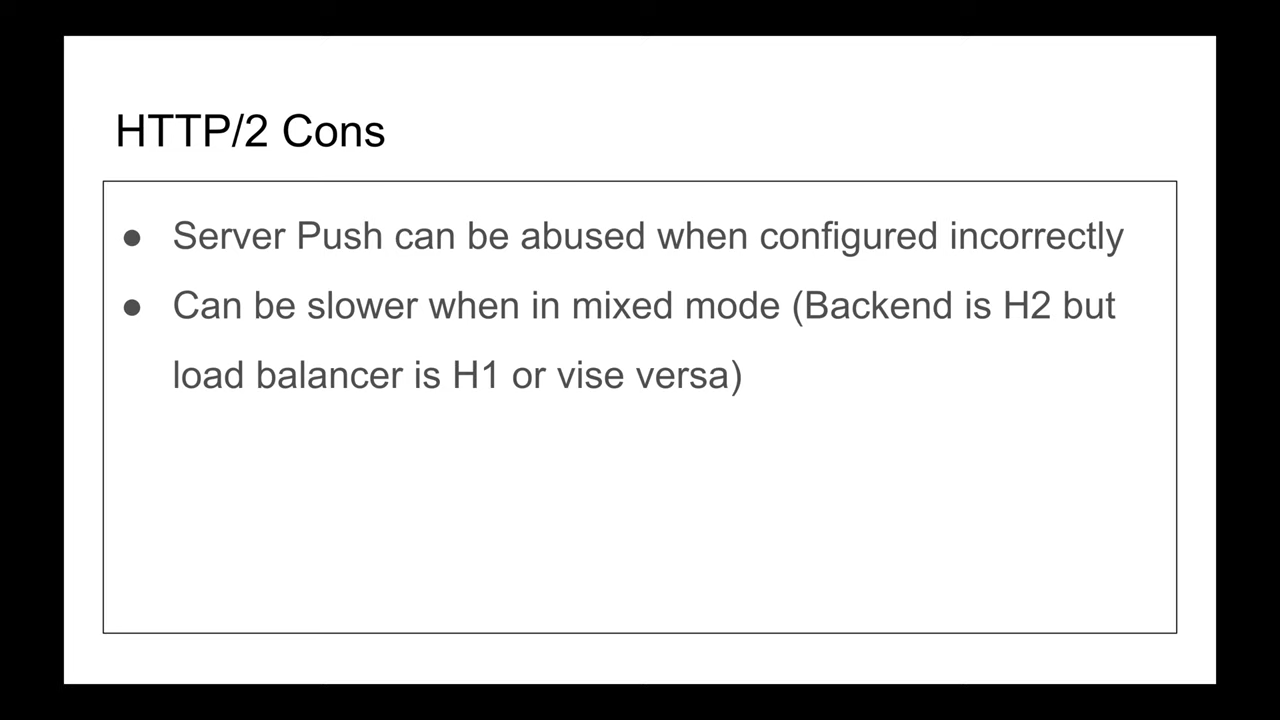 HTTP/2 Cons
● Server Push can be abused when configured incorrectly
● Can be slower when in mixed mode (Backend is H2 but
load balancer is H1 or vise versa)